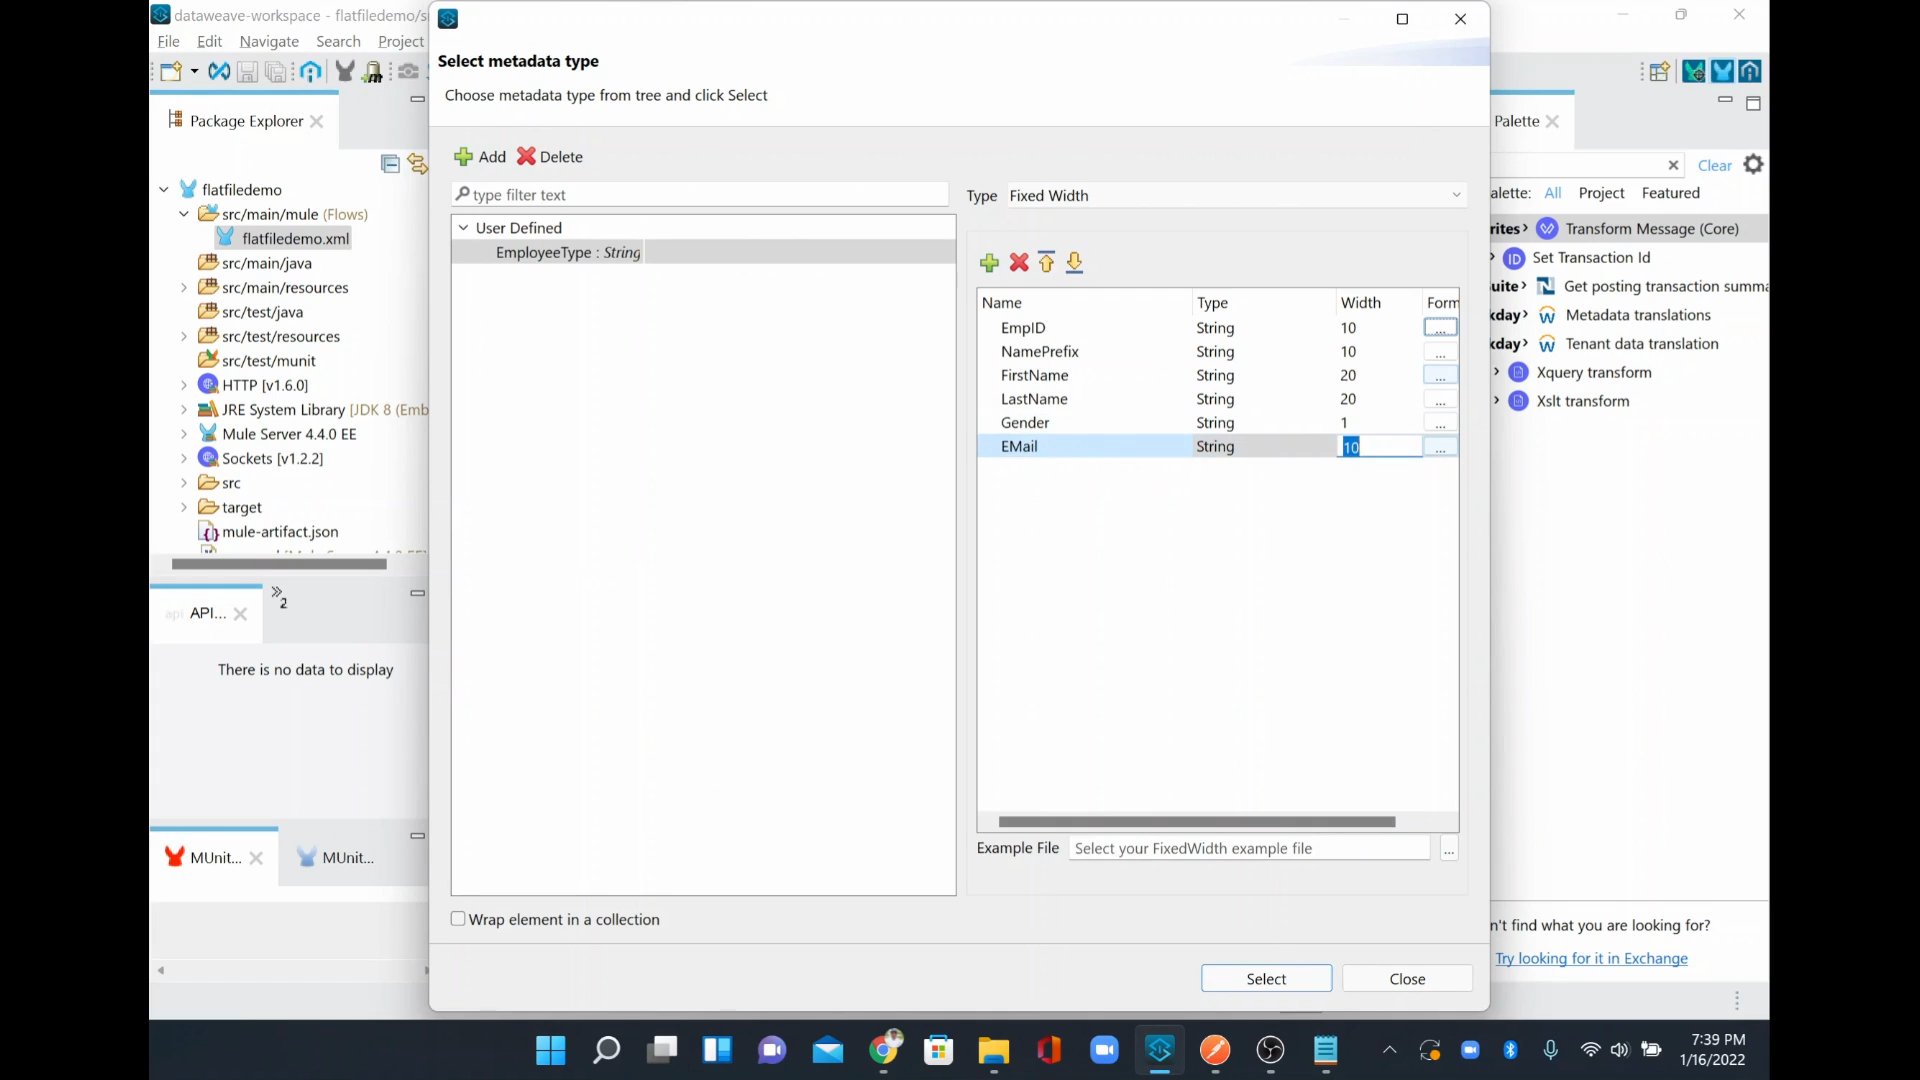 dataweave-workspace - flatfiledemo/s
File Edit Navigate Search Project
Package Explorer
flatfiledemo
src/main/mule (Flows)
flatfiledemo.xml
src/main/java
src/main/resources
src/test/java
src/test/resources
src/test/munit
HTTP [v1.6.0]
JRE System Library [JDK 8 (Emb
Mule Server 4.4.0 EE
Sockets [v1.2.2]
src
target
mule-artifact.json
api API...
2
There is no data to display
MUnit...
MUnit...
Select metadata type
Choose metadata type from tree and click Select
Add Delete
type filter text
User Defined
EmployeeType : String
Type Fixed Width
Name Type Width Form
EmpID String 10 ...
NamePrefix String 10 ...
FirstName String 20 ...
LastName String 20 ...
Gender String 1 ...
EMail String 10 ...
Example File Select your FixedWidth example file ...
Wrap element in a collection
Select Close
Palette
Clear
alette: All Project Featured
rites> Transform Message (Core)
ID Set Transaction Id
uite> Get posting transaction summa
kday> Metadata translations
kday> Tenant data translation
Xquery transform
Xslt transform
n't find what you are looking for?
Try looking for it in Exchange
7:39 PM
1/16/2022